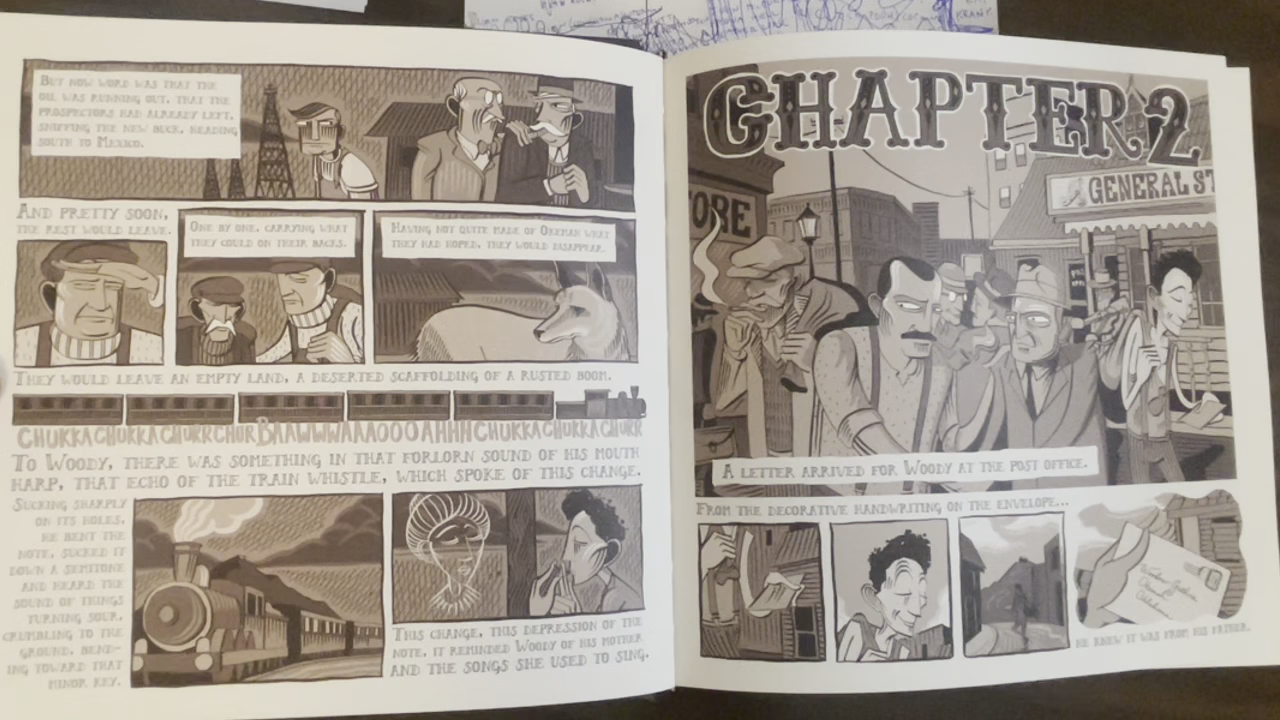 But now word was that the
oil was running out, that the
prospectors had already left,
sniffing the new buck, heading
south to Mexico.
And pretty soon,
the rest would leave.
One by one, carrying what
they could on their backs.
Having not quite made of Okemah what
they had hoped, they would disappear.
They would leave an empty land, a deserted scaffolding of a rusted boom.
CHUKKACHUKKACHURRCHURBAAWWWAAAOOOAHHHCHUKKACHUKKACHURR
To Woody, there was something in that forlorn sound of his mouth
harp, that echo of the train whistle, which spoke of this change.
Sucking sharply
on its holes,
he bent the
note, sucked it
down a semitone
and heard the
sound of things
turning sour,
crumbling to the
ground, bend-
ing toward that
minor key.
This change, this depression of the
note, it reminded Woody of his mother
and the songs she used to sing.
CHAPTER 2
ORE
GENERAL ST
A letter arrived for Woody at the post office.
From the decorative handwriting on the envelope...
He knew it was from his father.